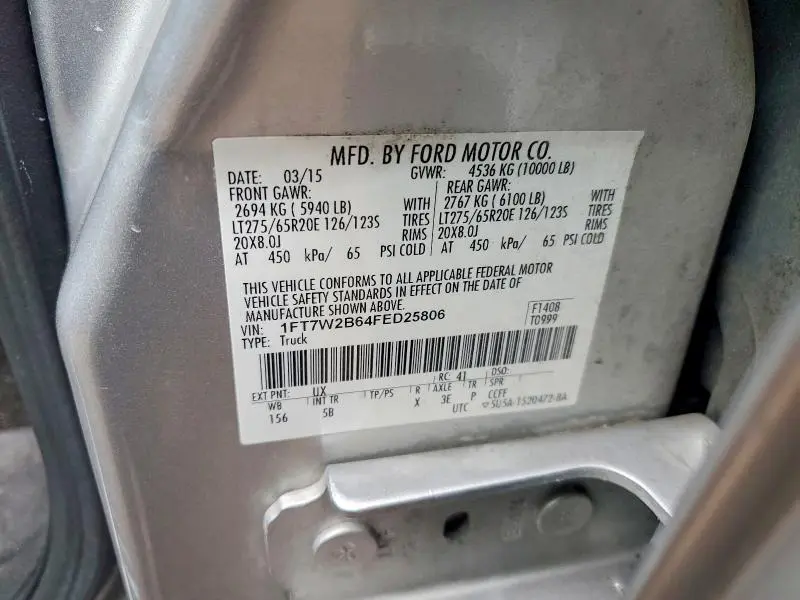 MFD. BY FORD MOTOR CO.
DATE: 03/15 GVWR: 4536 KG (10000 LB)
FRONT GAWR: REAR GAWR:
2694 KG ( 5940 LB) WITH 2767 KG ( 6100 LB) WITH
LT275/65R20E 126/123S TIRES LT275/65R20E 126/123S TIRES
20X8.0J RIMS 20X8.0J RIMS
AT 450 kPa/ 65 PSI COLD AT 450 kPa/ 65 PSI COLD
THIS VEHICLE CONFORMS TO ALL APPLICABLE FEDERAL MOTOR
VEHICLE SAFETY STANDARDS IN EFFECT ON THE DATE OF
MANUFACTURE SHOWN ABOVE.
VIN: 1FT7W2B64FED25806 F1408
TYPE: Truck T0999
EXT PNT: UX RC: 41 DSO:
WB INT TR TP/PS R AXLE TR SPR
156 5B X 3E P CCFF
UTC 5U5A-1520472-BA